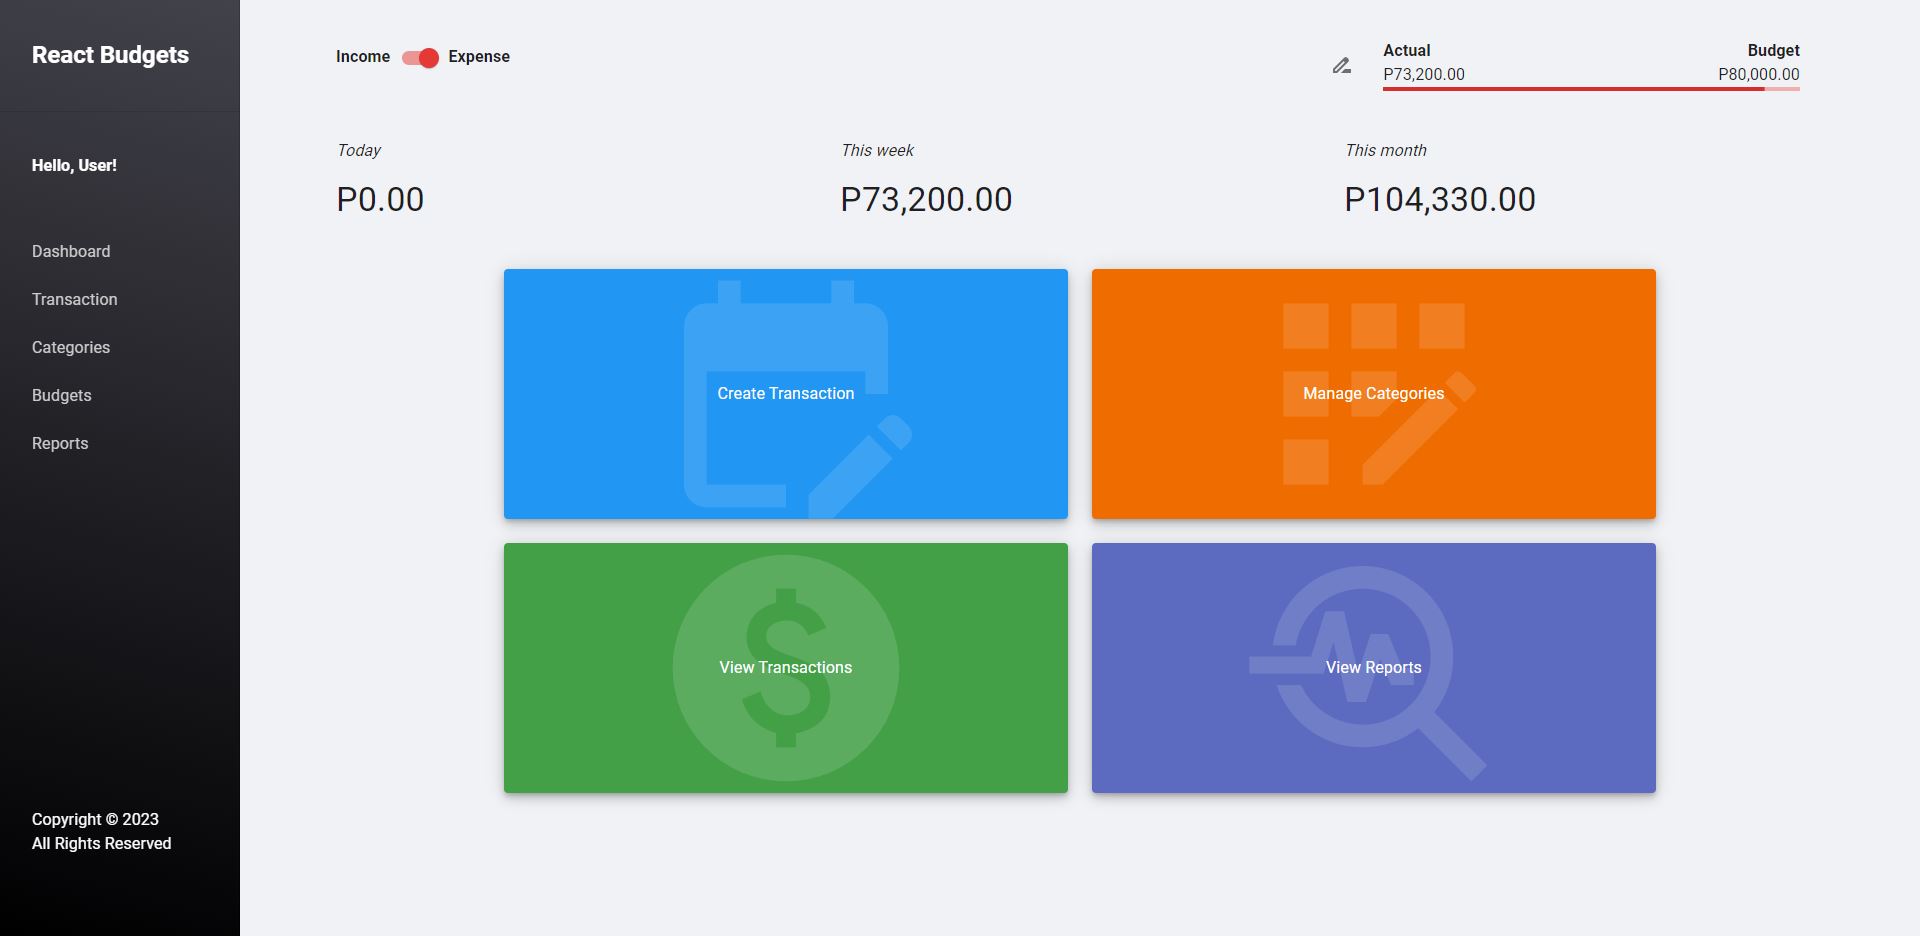 React Budgets
Hello, User!
Dashboard
Transaction
Categories
Budgets
Reports
Copyright © 2023
All Rights Reserved
Income Expense
Actual Budget
P73,200.00 P80,000.00
Today This week This month
P0.00 P73,200.00 P104,330.00
Create Transaction Manage Categories
View Transactions View Reports